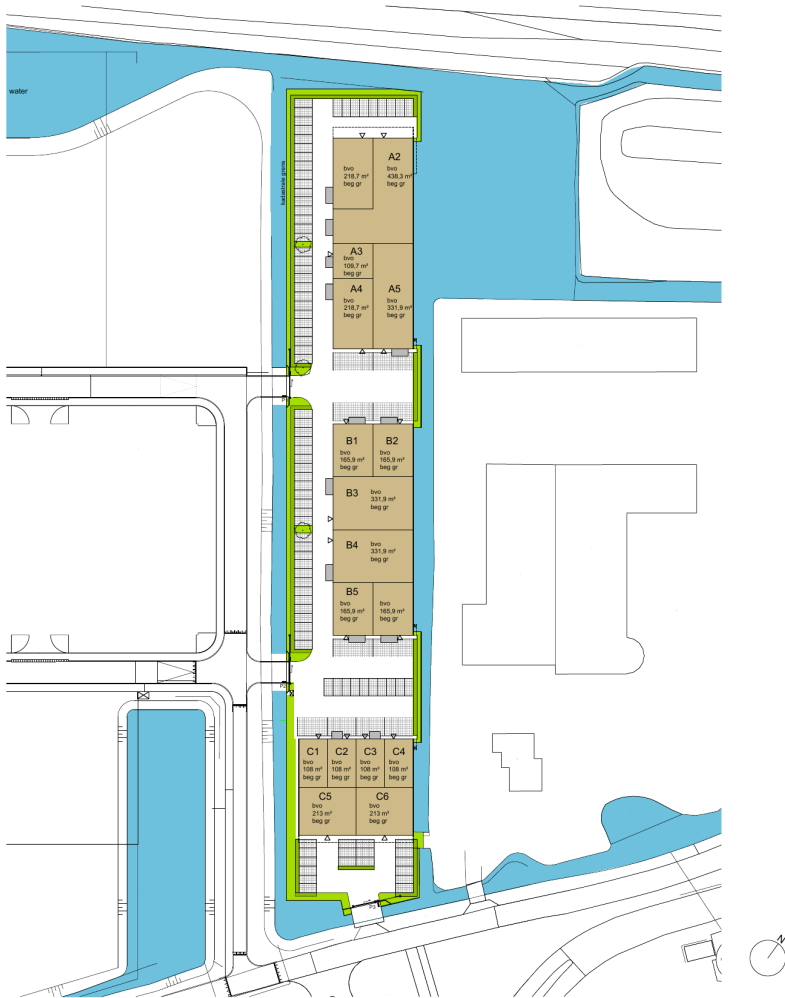 water
kadastrale grens
A2
bvo
218,7 m²
beg gr
bvo
438,3 m²
beg gr
A3
bvo
109,7 m²
beg gr
A4
bvo
218,7 m²
beg gr
A5
bvo
331,9 m²
beg gr
B1
bvo
165,9 m²
beg gr
B2
bvo
165,9 m²
beg gr
B3
bvo
331,9 m²
beg gr
B4
bvo
331,9 m²
beg gr
B5
bvo
165,9 m²
beg gr
bvo
165,9 m²
beg gr
C1
bvo
108 m²
beg gr
C2
bvo
108 m²
beg gr
C3
bvo
108 m²
beg gr
C4
bvo
108 m²
beg gr
C5
bvo
213 m²
beg gr
C6
bvo
213 m²
beg gr
P3
N